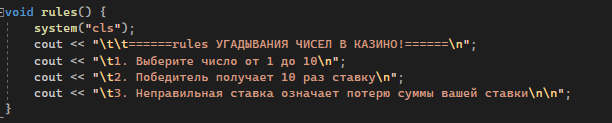 void rules() {
system("cls");
cout << "\t\t======rules УГАДЫВАНИЯ ЧИСЕЛ В КАЗИНО!======\n";
cout << "\t1. Выберите число от 1 до 10\n";
cout << "\t2. Победитель получает 10 раз ставку\n";
cout << "\t3. Неправильная ставка означает потерю суммы вашей ставки\n\n";
}